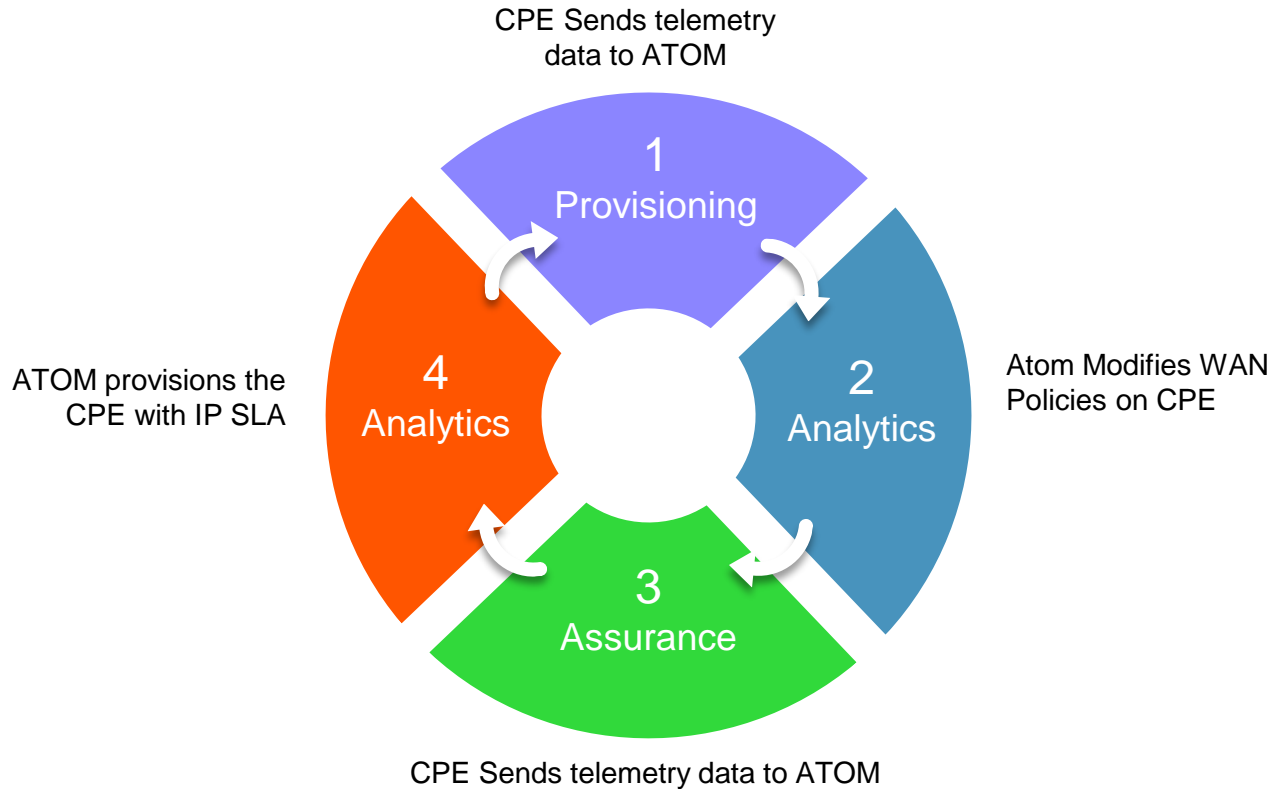 CPE Sends telemetry
data to ATOM
1
Provisioning
2
Analytics
Atom Modifies WAN
Policies on CPE
3
Assurance
CPE Sends telemetry data to ATOM
4
Analytics
ATOM provisions the
CPE with IP SLA